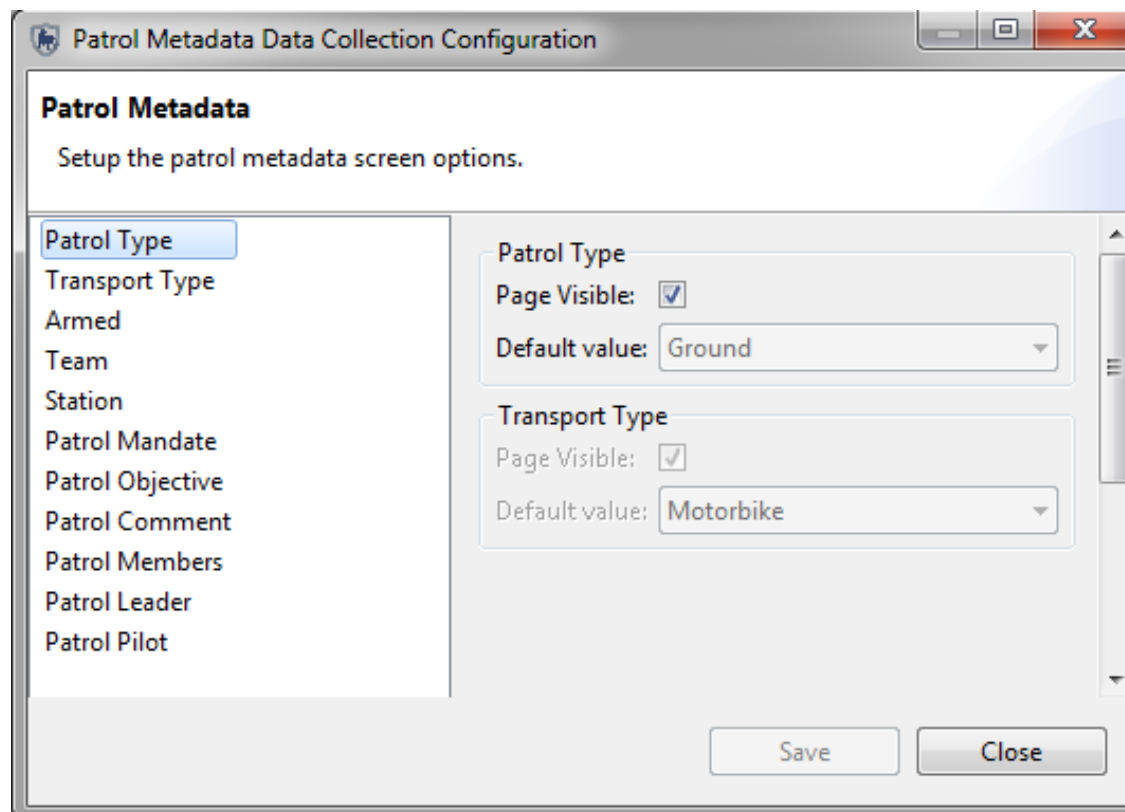 Patrol Metadata Data Collection Configuration
Patrol Metadata
Setup the patrol metadata screen options.
Patrol Type
Transport Type
Armed
Team
Station
Patrol Mandate
Patrol Objective
Patrol Comment
Patrol Members
Patrol Leader
Patrol Pilot
Patrol Type
Page Visible:
Default value: Ground
Transport Type
Page Visible:
Default value: Motorbike
Save Close